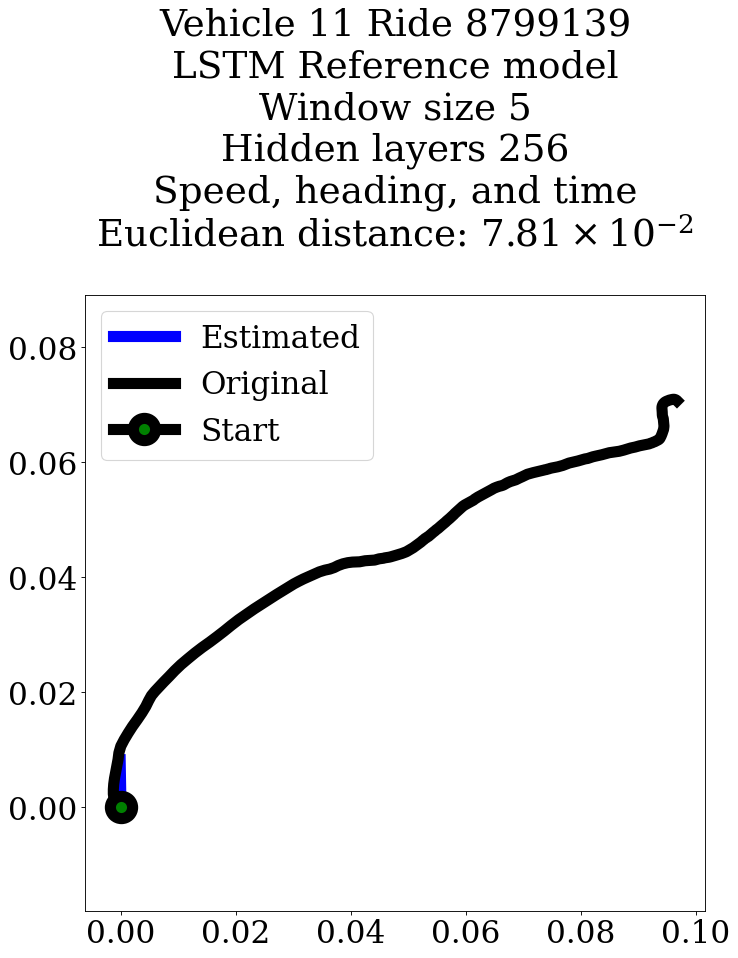 Vehicle 11 Ride 8799139
LSTM Reference model
Window size 5
Hidden layers 256
Speed, heading, and time
Euclidean distance: 7.81 × 10⁻²
Estimated
Original
Start
0.08
0.06
0.04
0.02
0.00
0.00 0.02 0.04 0.06 0.08 0.10